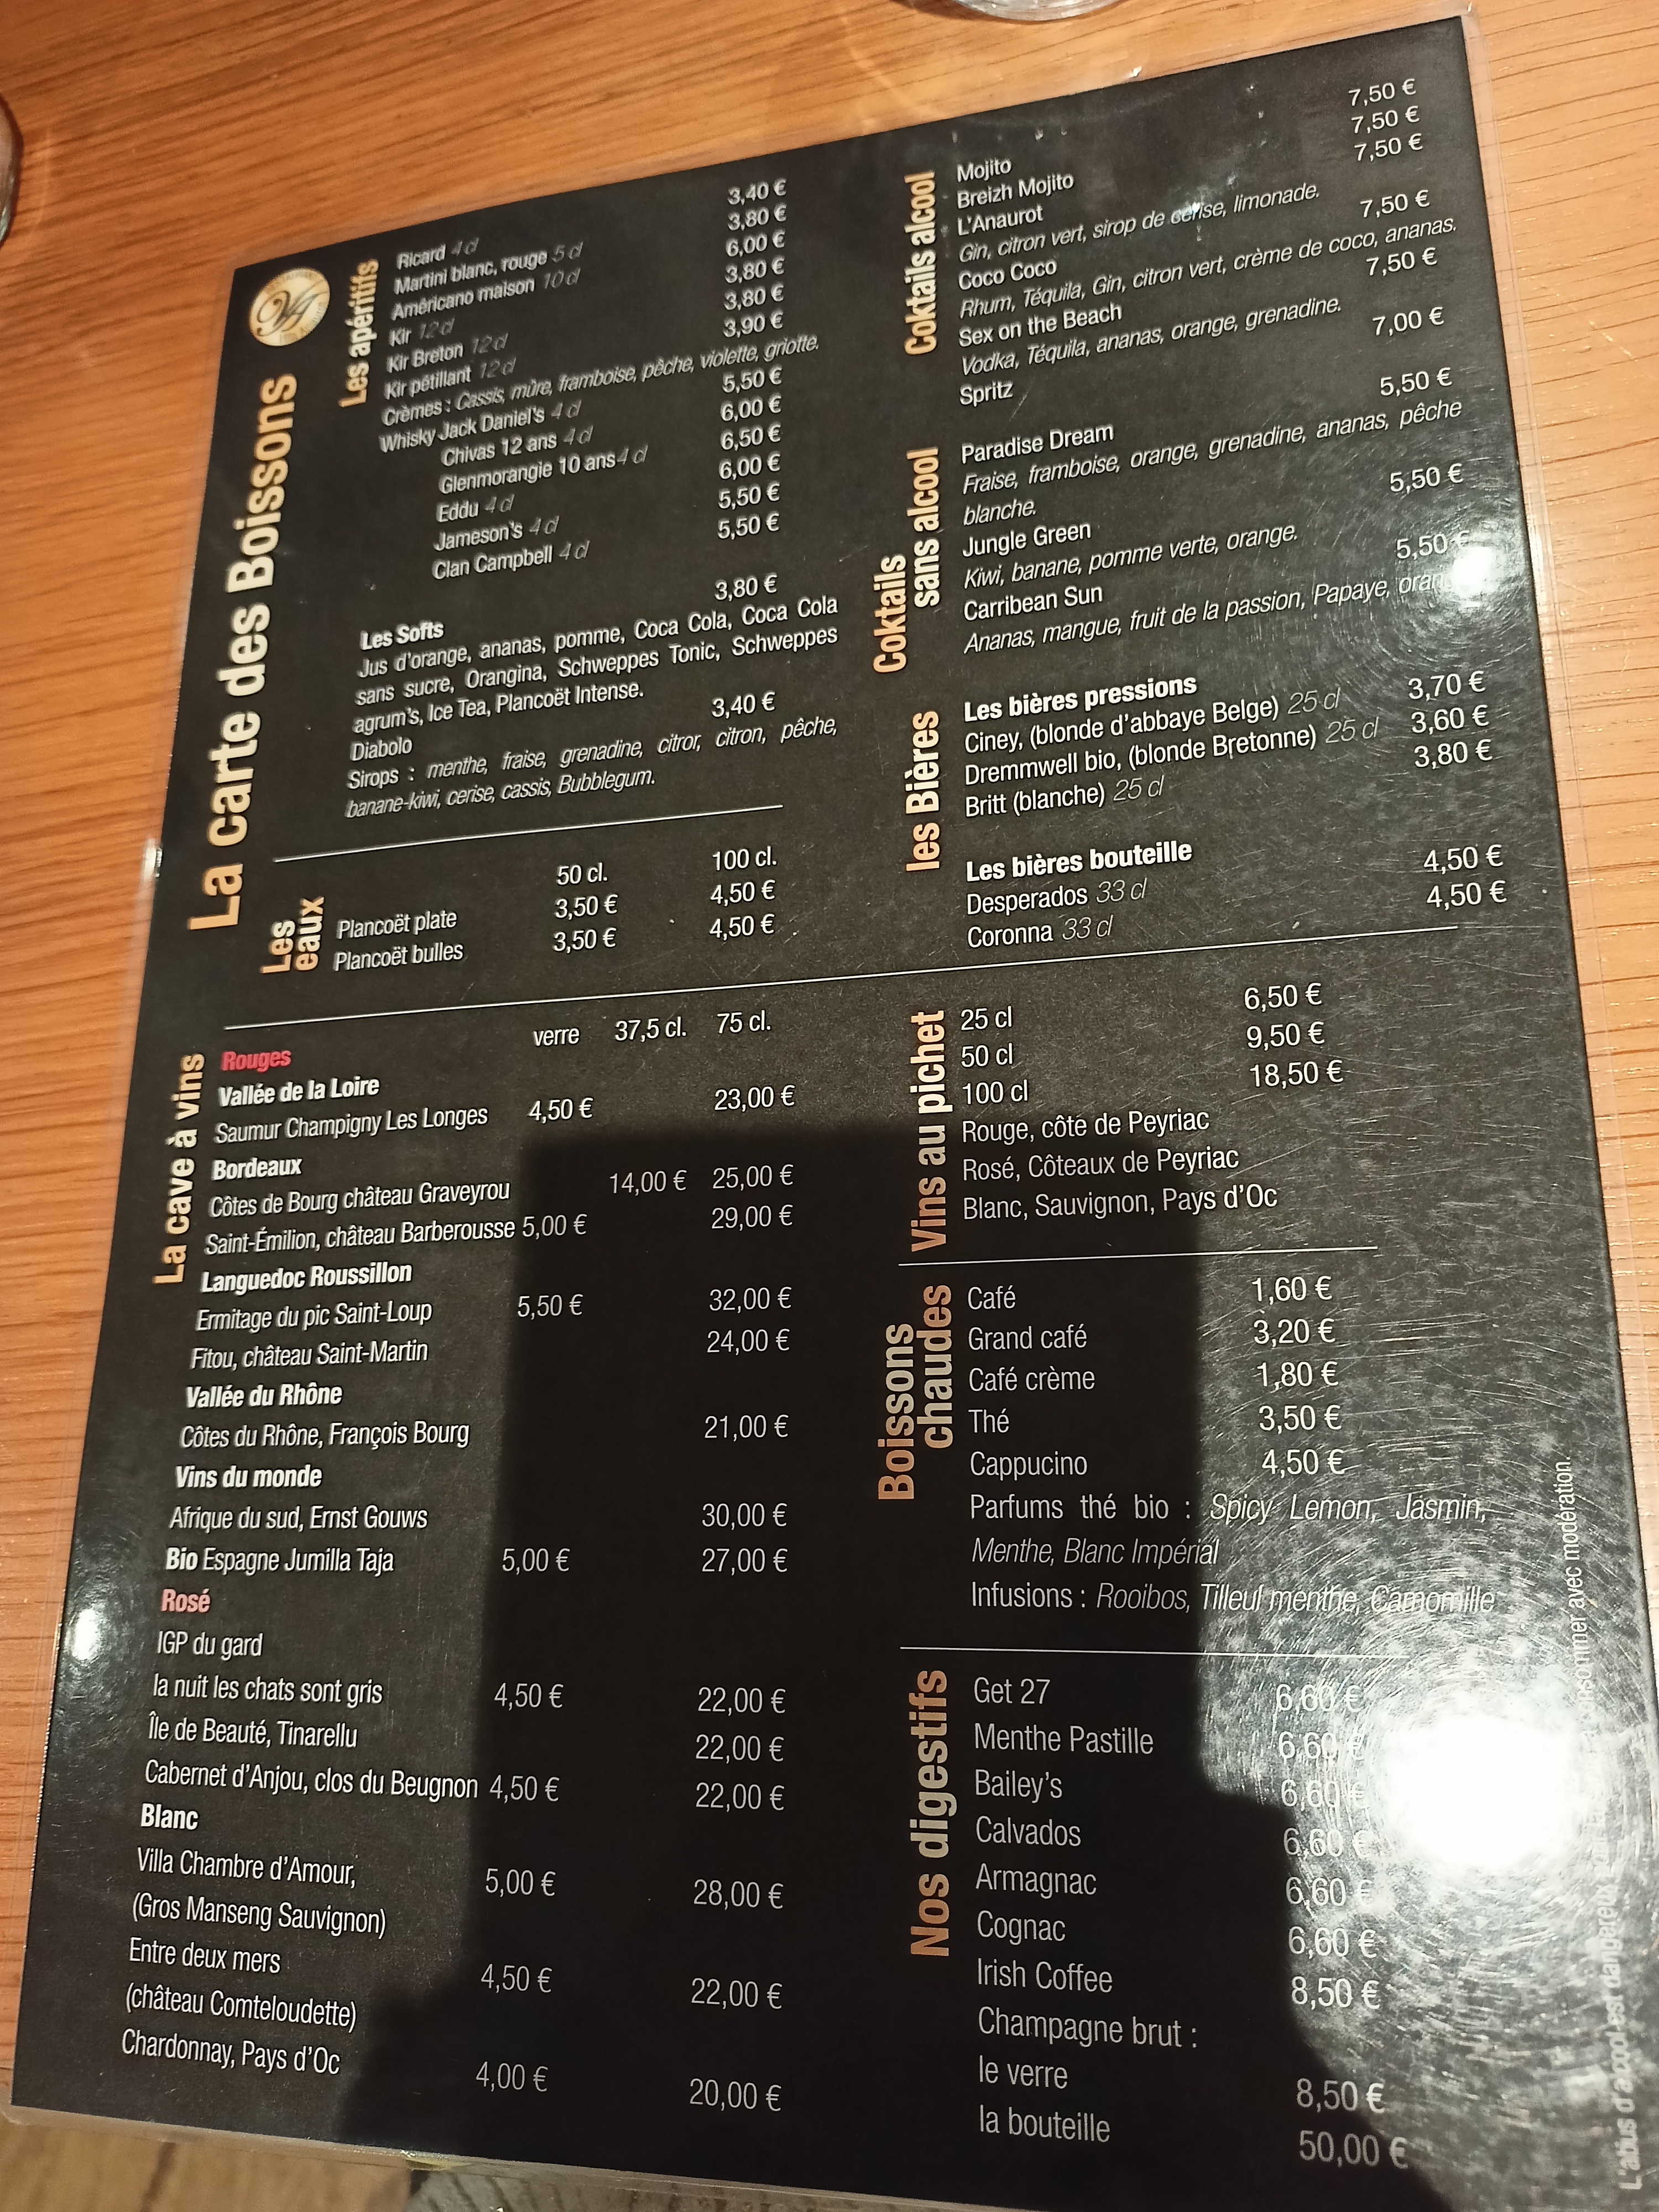 La carte des Boissons
Les apéritifs
Ricard 4 cl 3,40 €
Martini blanc, rouge 5 cl 3,80 €
Américano maison 10 cl 6,00 €
Kir 12 cl 3,80 €
Kir Breton 12 cl 3,80 €
Kir pétillant 12 cl 3,90 €
Crèmes : Cassis, mûre, framboise, pêche, violette, griotte.
Whisky Jack Daniel's 4 cl 5,50 €
Chivas 12 ans 4 cl 6,00 €
Glenmorangie 10 ans 4 cl 6,50 €
Eddu 4 cl 6,00 €
Jameson's 4 cl 5,50 €
Clan Campbell 4 cl 5,50 €
Les Softs 3,80 €
Jus d'orange, ananas, pomme, Coca Cola, Coca Cola
sans sucre, Orangina, Schweppes Tonic, Schweppes
agrum's, Ice Tea, Plancoët Intense.
Diabolo 3,40 €
Sirops : menthe, fraise, grenadine, citror, citron, pêche,
banane-kiwi, cerise, cassis, Bubblegum.
Les
eaux
50 cl. 100 cl.
Plancoët plate 3,50 € 4,50 €
Plancoët bulles 3,50 € 4,50 €
La cave à vins
verre 37,5 cl. 75 cl.
Rouges
Vallée de la Loire
Saumur Champigny Les Longes 4,50 € 23,00 €
Bordeaux
Côtes de Bourg château Graveyrou 14,00 € 25,00 €
Saint-Émilion, château Barberousse 5,00 € 29,00 €
Languedoc Roussillon
Ermitage du pic Saint-Loup 5,50 € 32,00 €
Fitou, château Saint-Martin 24,00 €
Vallée du Rhône
Côtes du Rhône, François Bourg 21,00 €
Vins du monde
Afrique du sud, Ernst Gouws 30,00 €
Bio Espagne Jumilla Taja 5,00 € 27,00 €
Rosé
IGP du gard
la nuit les chats sont gris 4,50 € 22,00 €
Île de Beauté, Tinarellu 22,00 €
Cabernet d'Anjou, clos du Beugnon 4,50 € 22,00 €
Blanc
Villa Chambre d'Amour, 5,00 € 28,00 €
(Gros Manseng Sauvignon)
Entre deux mers 4,50 € 22,00 €
(château Comteloudette)
Chardonnay, Pays d'Oc 4,00 € 20,00 €
Coktails alcool
Mojito 7,50 €
Breizh Mojito 7,50 €
L'Anaurot 7,50 €
Gin, citron vert, sirop de cerise, limonade.
Coco Coco 7,50 €
Rhum, Téquila, Gin, citron vert, crème de coco, ananas.
Sex on the Beach 7,50 €
Vodka, Téquila, ananas, orange, grenadine.
Spritz 7,00 €
Coktails
sans alcool
Paradise Dream 5,50 €
Fraise, framboise, orange, grenadine, ananas, pêche
blanche.
Jungle Green 5,50 €
Kiwi, banane, pomme verte, orange.
Carribean Sun 5,50 €
Ananas, mangue, fruit de la passion, Papaye,
les Bières
Les bières pressions
Ciney, (blonde d'abbaye Belge) 25 cl 3,70 €
Dremmwell bio, (blonde Bretonne) 25 cl 3,60 €
Britt (blanche) 25 cl 3,80 €
Les bières bouteille
Desperados 33 cl 4,50 €
Coronna 33 cl 4,50 €
Vins au pichet
25 cl 6,50 €
50 cl 9,50 €
100 cl 18,50 €
Rouge, côte de Peyriac
Rosé, Côteaux de Peyriac
Blanc, Sauvignon, Pays d'Oc
Boissons
chaudes
Café 1,60 €
Grand café 3,20 €
Café crème 1,80 €
Thé 3,50 €
Cappucino 4,50 €
Parfums thé bio : Spicy Lemon, Jasmin,
Menthe, Blanc Impérial
Infusions : Rooibos, Tilleul menthe, Camomille
Nos digestifs
Get 27 6,60 €
Menthe Pastille 6,60 €
Bailey's 6,60 €
Calvados 6,60 €
Armagnac 6,60 €
Cognac 6,60 €
Irish Coffee 8,50 €
Champagne brut :
le verre 8,50 €
la bouteille 50,00 €
L'abus d'alcool est dangereux avec modération.